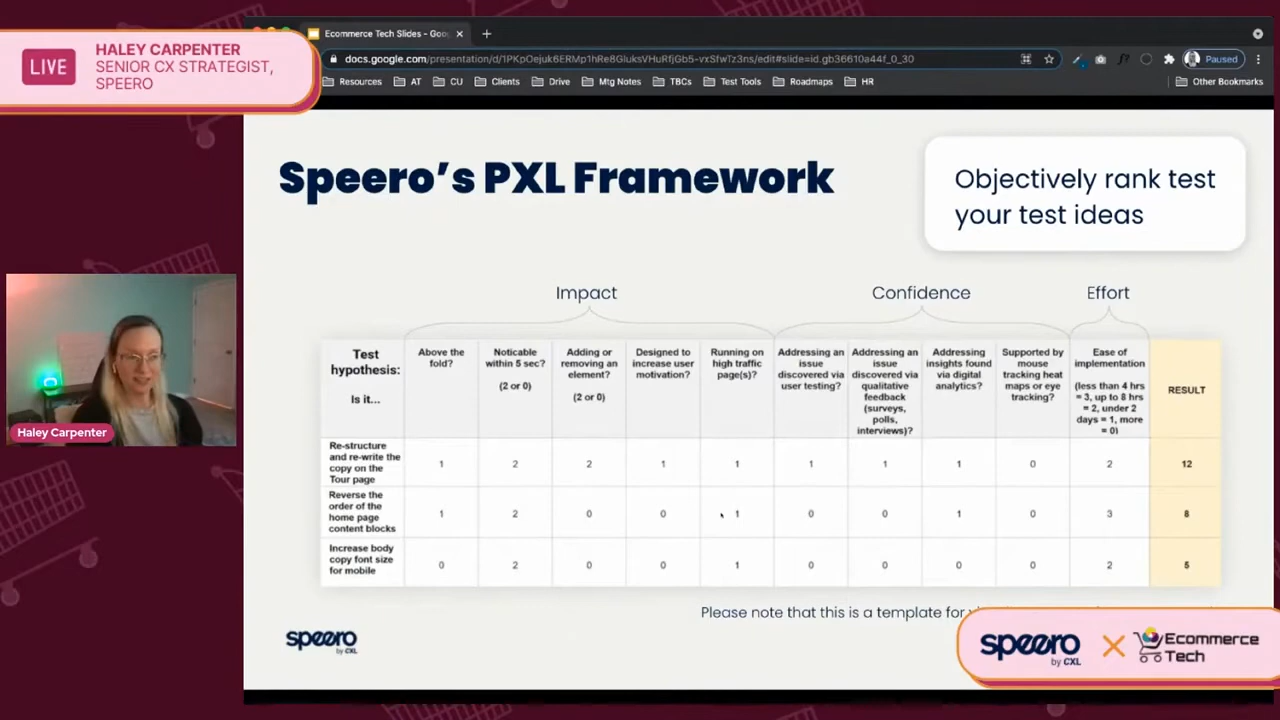 LIVE
HALEY CARPENTER
SENIOR CX STRATEGIST,
SPEERO
Ecommerce Tech Slides - Goo
docs.google.com/presentation/d/1PKpOejuk6ERMp1hRe8GluksVHuRfjGb5-vxSfwTz3ns/edit#slide=id.gb36610a44f_0_30
Paused
Resources AT CU Clients Drive Mtg Notes TBCs Test Tools Roadmaps HR Other Bookmarks
Speero's PXL Framework
Objectively rank test
your test ideas
Impact Confidence Effort
Test
hypothesis:
Is it...
Above the
fold?
Noticable
within 5 sec?
(2 or 0)
Adding or
removing an
element?
(2 or 0)
Designed to
increase user
motivation?
Running on
high traffic
page(s)?
Addressing an
issue
discovered via
user testing?
Addressing an
issue
discovered via
qualitative
feedback
(surveys,
polls,
interviews)?
Addressing
insights found
via digital
analytics?
Supported by
mouse
tracking heat
maps or eye
tracking?
Ease of
implementation
(less than 4 hrs
= 3, up to 8 hrs
= 2, under 2
days = 1, more
= 0)
RESULT
Re-structure
and re-write the
copy on the
Tour page
1 2 2 1 1 1 1 1 0 2 12
Reverse the
order of the
home page
content blocks
1 2 0 0 1 0 0 1 0 3 8
Increase body
copy font size
for mobile
0 2 0 0 1 0 0 0 0 2 5
Please note that this is a template for
Haley Carpenter
speero
by CXL
speero
by CXL
Ecommerce
Tech